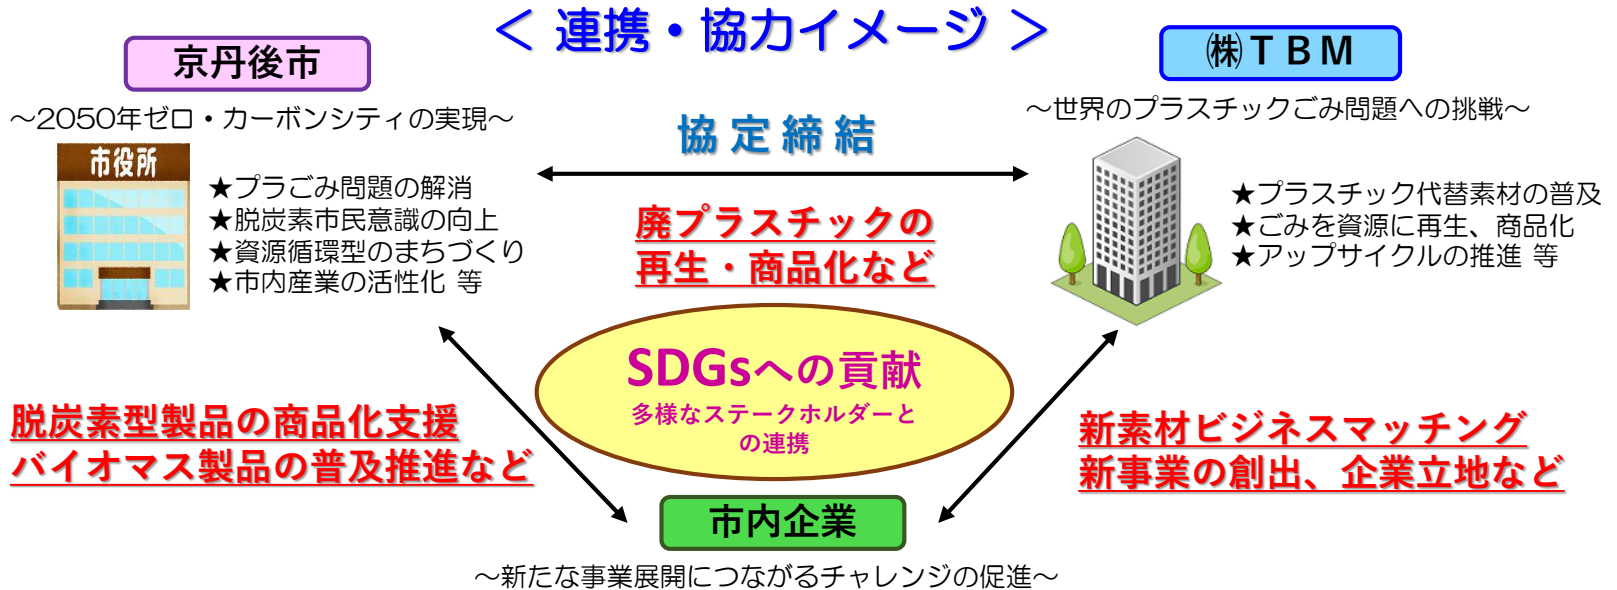 ＜ 連携・協力イメージ ＞
京丹後市
㈱ＴＢＭ
～2050年ゼロ・カーボンシティの実現～
～世界のプラスチックごみ問題への挑戦～
協定締結
市役所
★プラごみ問題の解消
★脱炭素市民意識の向上
★資源循環型のまちづくり
★市内産業の活性化 等
★プラスチック代替素材の普及
★ごみを資源に再生、商品化
★アップサイクルの推進 等
廃プラスチックの
再生・商品化など
SDGsへの貢献
多様なステークホルダーと
の連携
脱炭素型製品の商品化支援
バイオマス製品の普及推進など
新素材ビジネスマッチング
新事業の創出、企業立地など
市内企業
～新たな事業展開につながるチャレンジの促進～